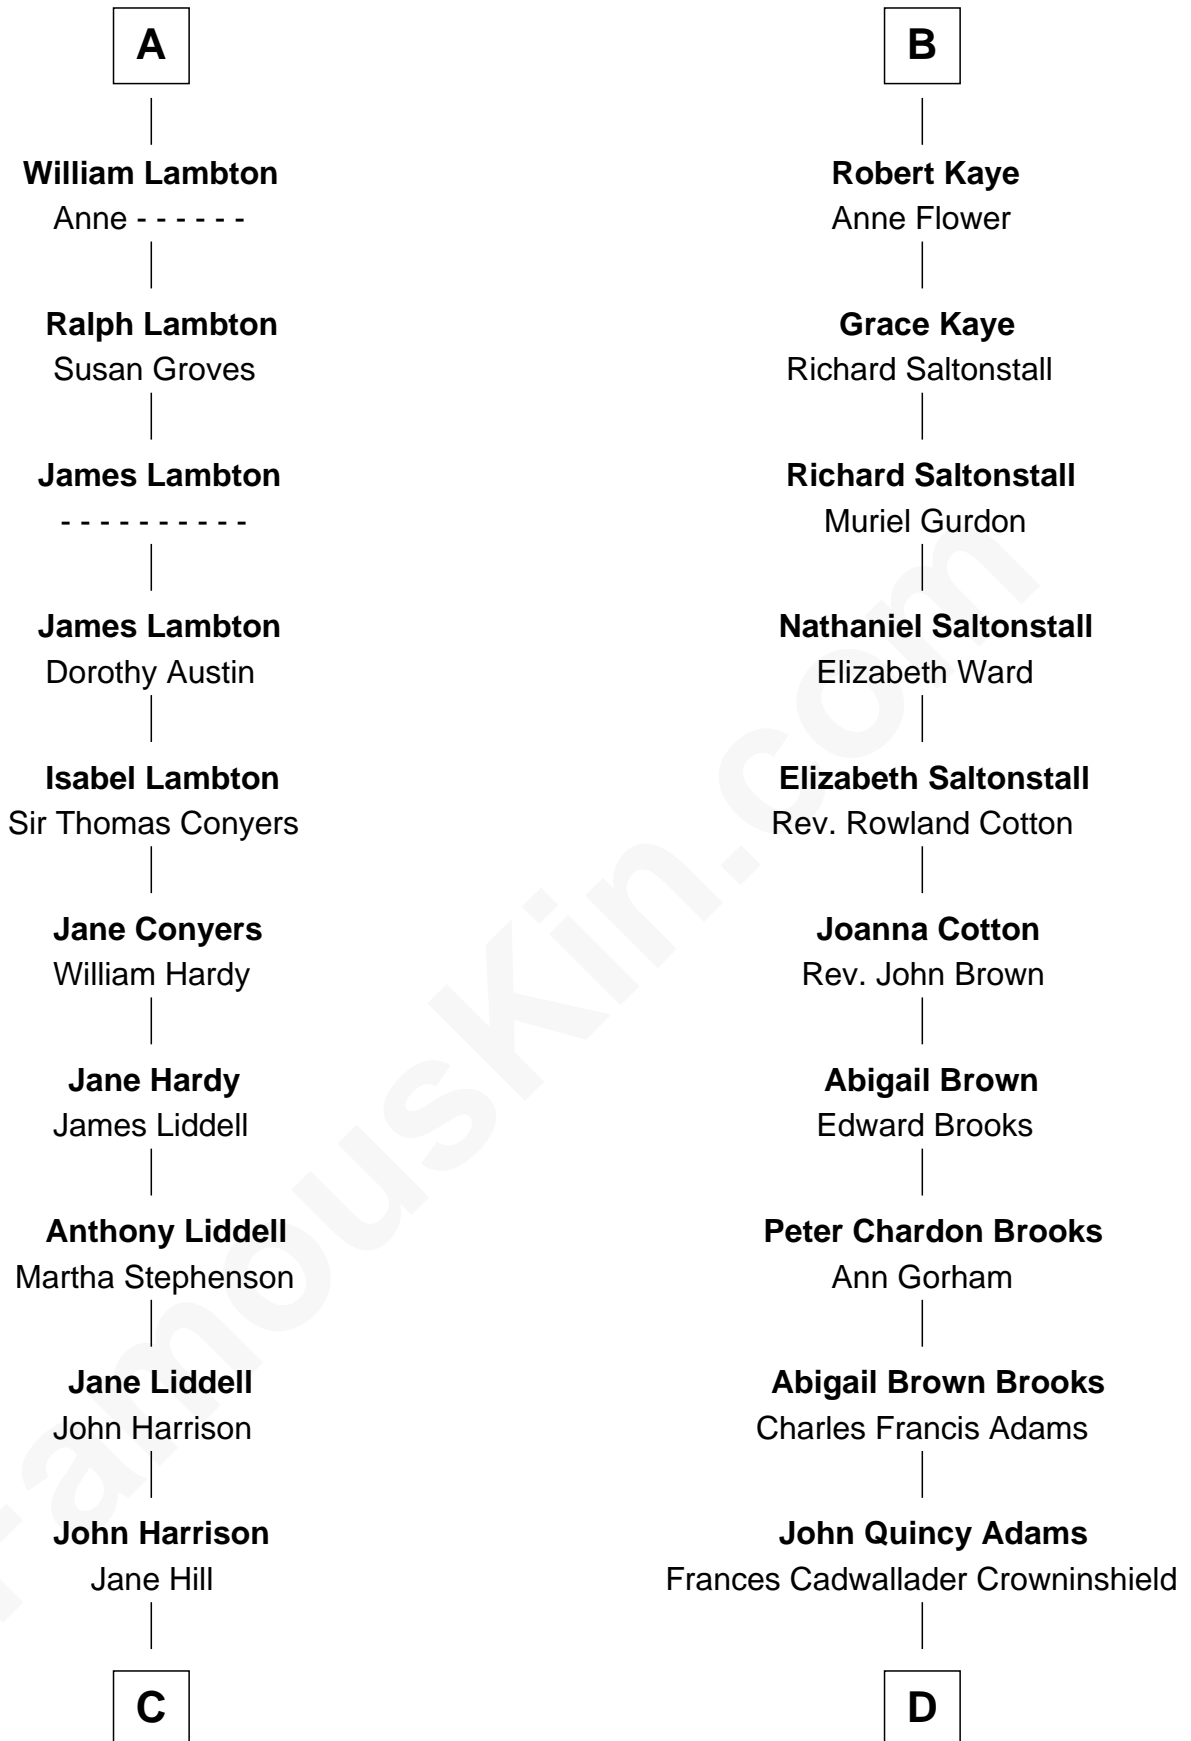 A
William Lambton
Anne - - - - - -
Ralph Lambton
Susan Groves
James Lambton
- - - - - - - - - -
James Lambton
Dorothy Austin
Isabel Lambton
Sir Thomas Conyers
Jane Conyers
William Hardy
Jane Hardy
James Liddell
Anthony Liddell
Martha Stephenson
Jane Liddell
John Harrison
John Harrison
Jane Hill
C
B
Robert Kaye
Anne Flower
Grace Kaye
Richard Saltonstall
Richard Saltonstall
Muriel Gurdon
Nathaniel Saltonstall
Elizabeth Ward
Elizabeth Saltonstall
Rev. Rowland Cotton
Joanna Cotton
Rev. John Brown
Abigail Brown
Edward Brooks
Peter Chardon Brooks
Ann Gorham
Abigail Brown Brooks
Charles Francis Adams
John Quincy Adams
Frances Cadwallader Crowninshield
D
FamousKin.com